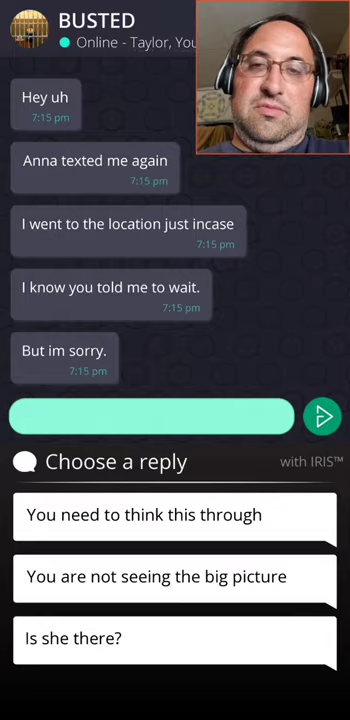 BUSTED
Online - Taylor, You
Hey uh
7:15 pm
Anna texted me again
7:15 pm
I went to the location just incase
7:15 pm
I know you told me to wait.
7:15 pm
But im sorry.
7:15 pm
Choose a reply
with IRIS™
You need to think this through
You are not seeing the big picture
Is she there?